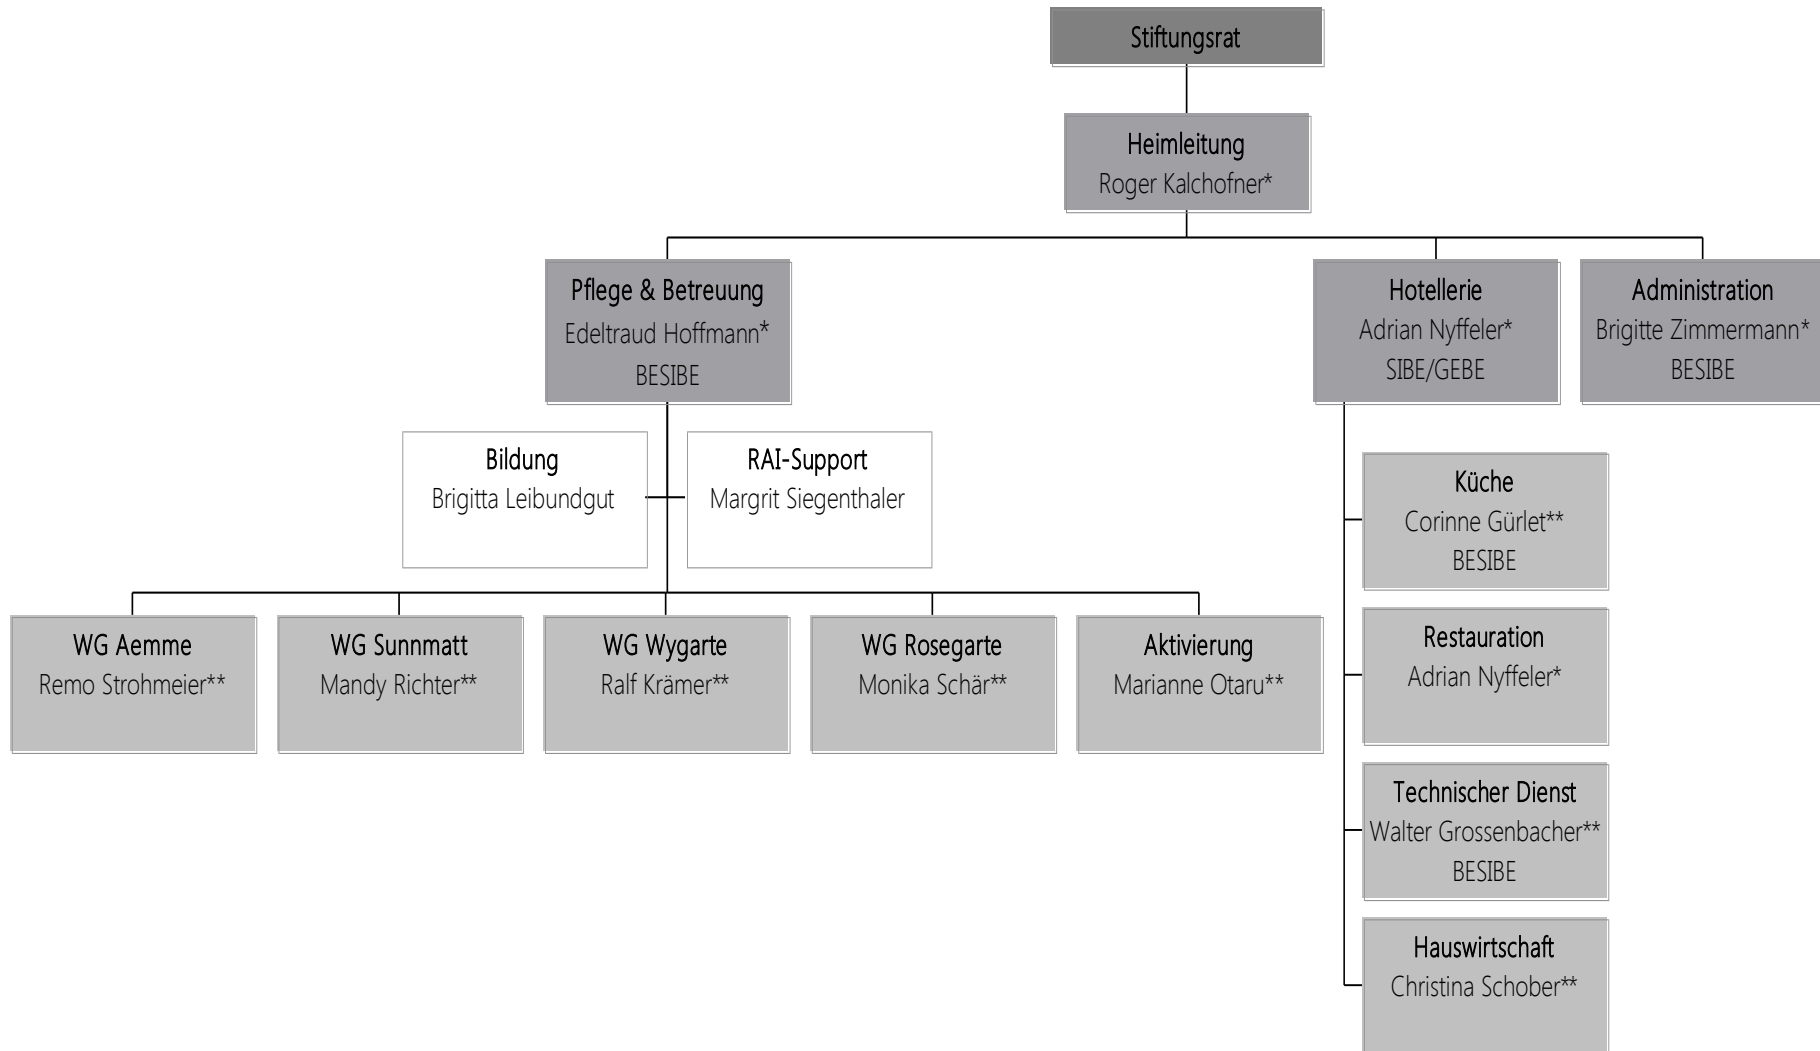 Stiftungsrat
Heimleitung
Roger Kalchofner*
Pflege & Betreuung
Edeltraud Hoffmann*
BESIBE
Hotellerie
Adrian Nyffeler*
SIBE/GEBE
Administration
Brigitte Zimmermann*
BESIBE
Bildung
Brigitta Leibundgut
RAI-Support
Margrit Siegenthaler
WG Aemme
Remo Strohmeier**
WG Sunnmatt
Mandy Richter**
WG Wygarte
Ralf Krämer**
WG Rosegarte
Monika Schär**
Aktivierung
Marianne Otaru**
Küche
Corinne Gürlet**
BESIBE
Restauration
Adrian Nyffeler*
Technischer Dienst
Walter Grossenbacher**
BESIBE
Hauswirtschaft
Christina Schober**